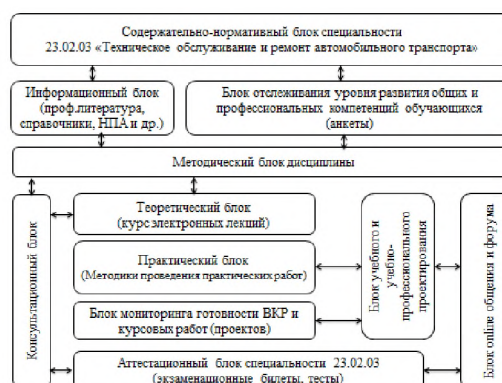 Содержательно-нормативный блок специальности
23.02.03 «Техническое обслуживание и ремонт автомобильного транспорта»
Информационный блок
(проф.литература,
справочники, НПА и др.)
Блок отслеживания уровня развития общих и
профессиональных компетенций обучающихся
(анкеты)
Методический блок дисциплины
Консультационный блок
Теоретический блок
(курс электронных лекций)
Практический блок
(Методики проведения практических работ)
Блок мониторинга готовности ВКР и
курсовых работ (проектов)
Аттестационный блок специальности 23.02.03
(экзаменационные билеты, тесты)
Блок учебного и
учебно-
профессионального
проектирования
Блок online общения и форума